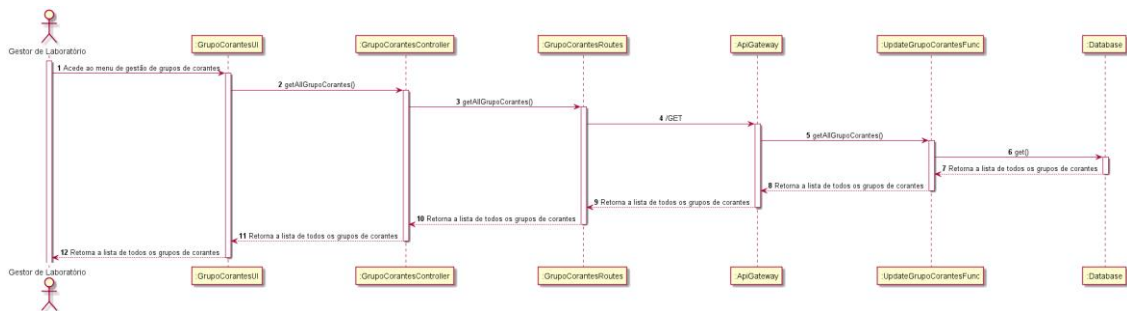 Gestor de Laboratório
:GrupoCorantesUI
:GrupoCorantesController
:GrupoCorantesRoutes
:ApiGateway
:UpdateGrupoCorantesFunc
:Database
1 Acede ao menu de gestão de grupos de corantes
2 getAllGrupoCorantes()
3 getAllGrupoCorantes()
4 /GET
5 getAllGrupoCorantes()
6 get()
7 Retorna a lista de todos os grupos de corantes
8 Retorna a lista de todos os grupos de corantes
9 Retorna a lista de todos os grupos de corantes
10 Retorna a lista de todos os grupos de corantes
11 Retorna a lista de todos os grupos de corantes
12 Retorna a lista de todos os grupos de corantes
Gestor de Laboratório
:GrupoCorantesUI
:GrupoCorantesController
:GrupoCorantesRoutes
:ApiGateway
:UpdateGrupoCorantesFunc
:Database